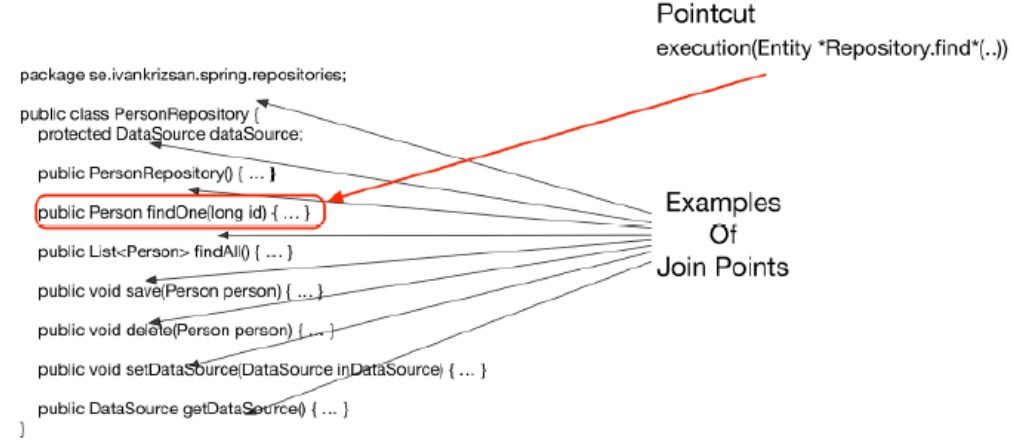 Pointcut
execution(Entity *Repository.find*(..))
package se.ivankrizsan.spring.repositories;
public class PersonRepository {
protected DataSource dataSource;
public PersonRepository() { ... }
public Person findOne(long id) { ... }
public List<Person> findAll() { ... }
public void save(Person person) { ... }
public void delete(Person person) { ... }
public void setDataSource(DataSource inDataSource) { ... }
public DataSource getDataSource() { ... }
}
Examples
Of
Join Points